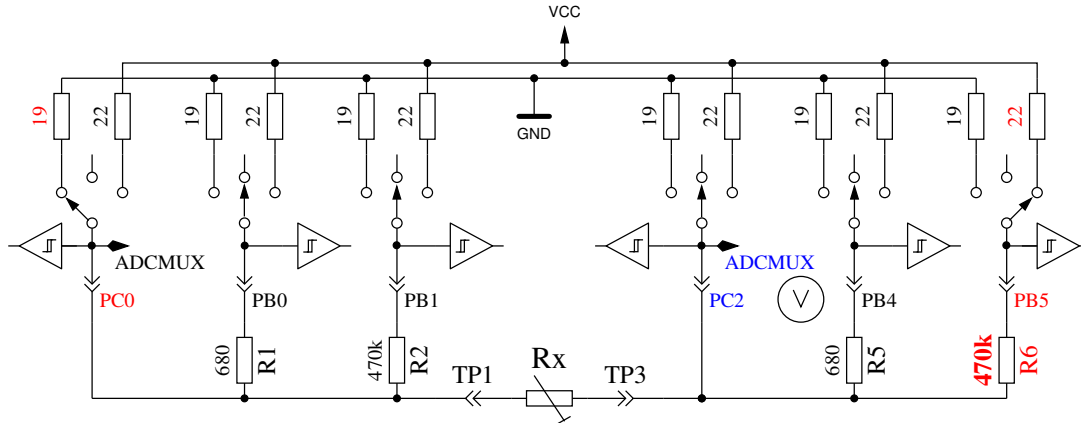 VCC
19
22
19
22
19
22
GND
19
22
19
22
19
22
ADCMUX
ADCMUX
PC0
PB0
PB1
PC2
V
PB4
PB5
680
R1
470k
R2
TP1
Rx
TP3
680
R5
470k
R6